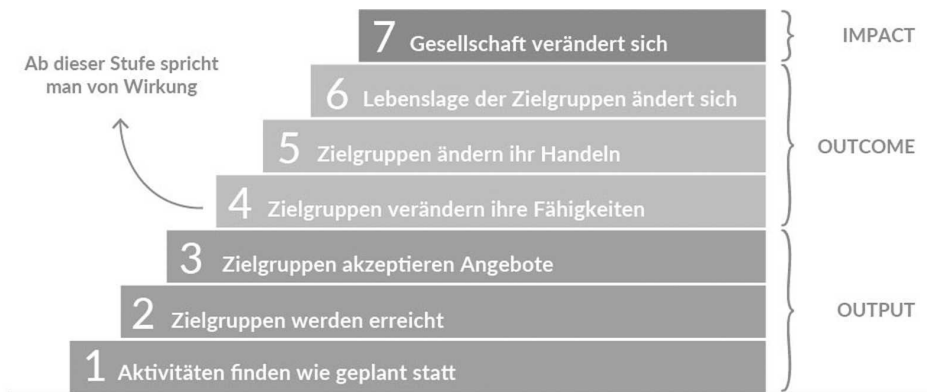 7 Gesellschaft verändert sich
IMPACT
Ab dieser Stufe spricht
man von Wirkung
6 Lebenslage der Zielgruppen ändert sich
5 Zielgruppen ändern ihr Handeln
OUTCOME
4 Zielgruppen verändern ihre Fähigkeiten
3 Zielgruppen akzeptieren Angebote
2 Zielgruppen werden erreicht
OUTPUT
1 Aktivitäten finden wie geplant statt